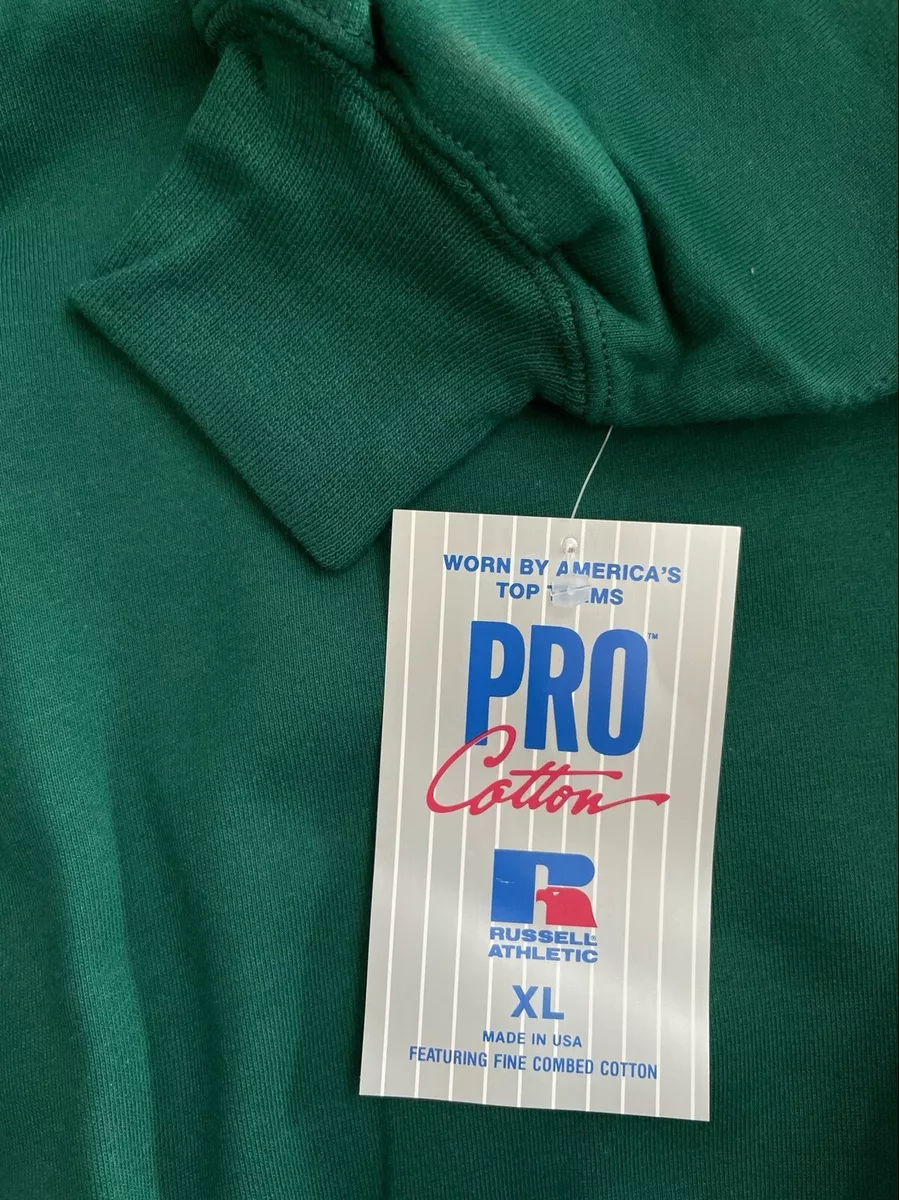 WORN BY AMERICA'S
TOP
PRO™
Cotton
R
RUSSELL®
ATHLETIC
XL
MADE IN USA
FEATURING FINE COMBED COTTON